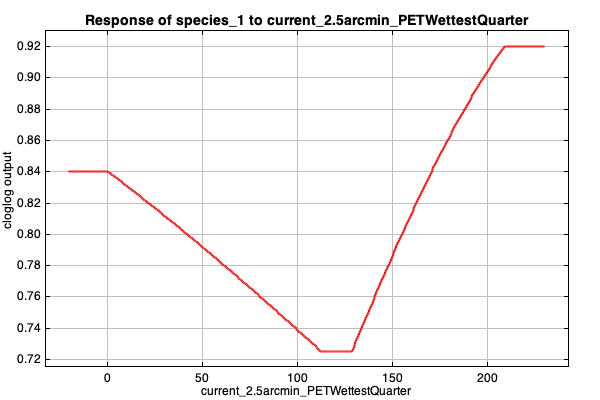 Response of species_1 to current_2.5arcmin_PETWettestQuarter
0.92
0.90
0.88
0.86
0.84
0.82
0.80
0.78
0.76
0.74
0.72
cloglog output
0 50 100 150 200
current_2.5arcmin_PETWettestQuarter